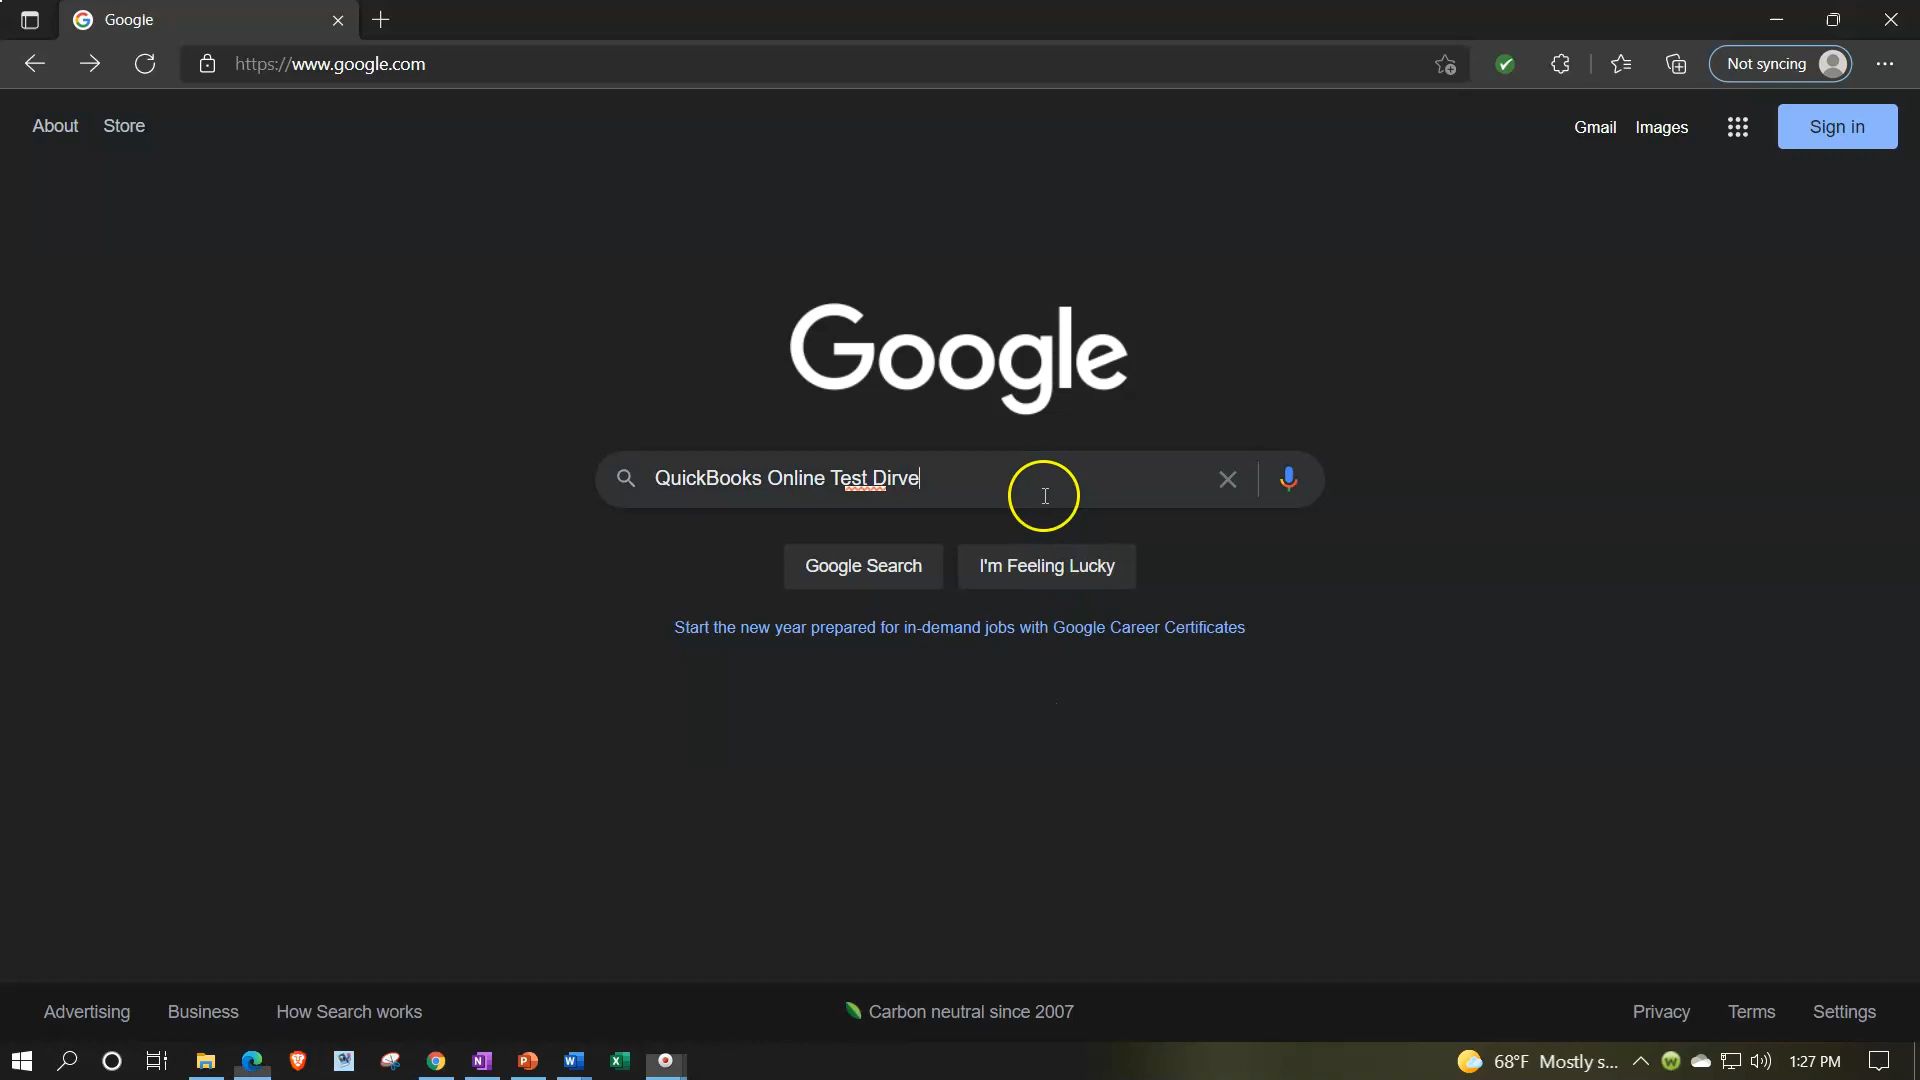 Google
https://www.google.com
Not syncing
About Store
Gmail Images Sign in
Google
QuickBooks Online Test Dirve
Google Search I'm Feeling Lucky
Start the new year prepared for in-demand jobs with Google Career Certificates
Advertising Business How Search works
Carbon neutral since 2007
Privacy Terms Settings
68°F Mostly s... 1:27 PM